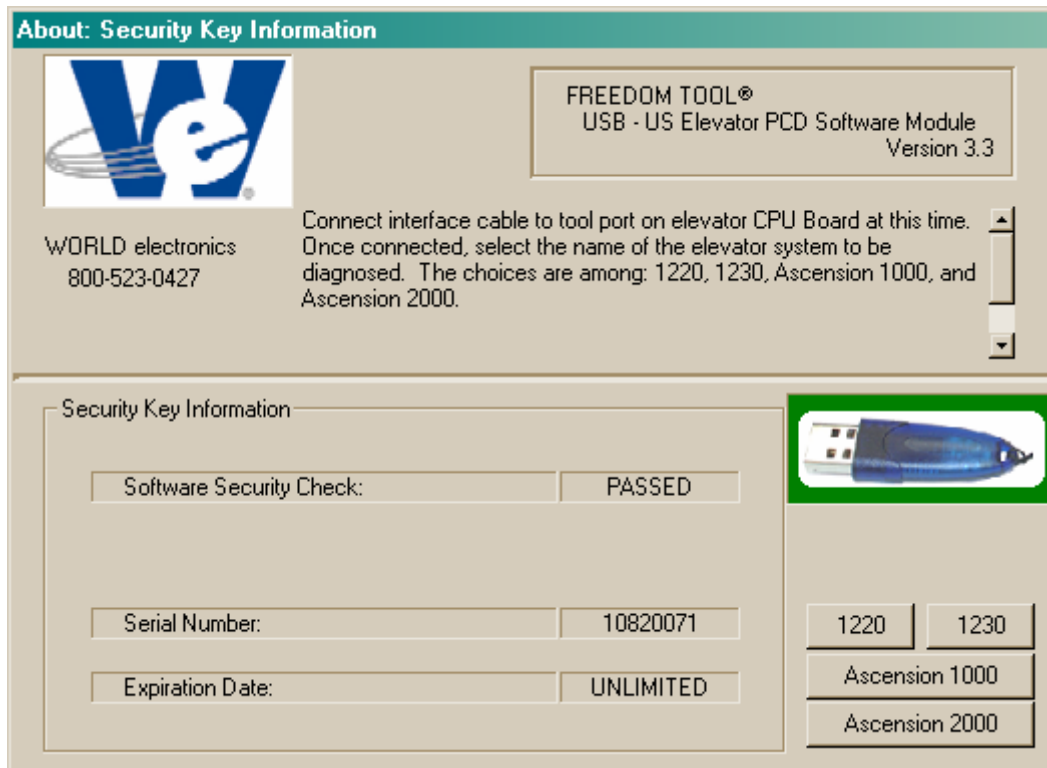 About: Security Key Information
We
FREEDOM TOOL®
USB - US Elevator PCD Software Module
Version 3.3
WORLD electronics
800-523-0427
Connect interface cable to tool port on elevator CPU Board at this time.
Once connected, select the name of the elevator system to be
diagnosed.  The choices are among: 1220, 1230, Ascension 1000, and
Ascension 2000.
Security Key Information
Software Security Check: PASSED
Serial Number: 10820071
Expiration Date: UNLIMITED
1220 1230
Ascension 1000
Ascension 2000